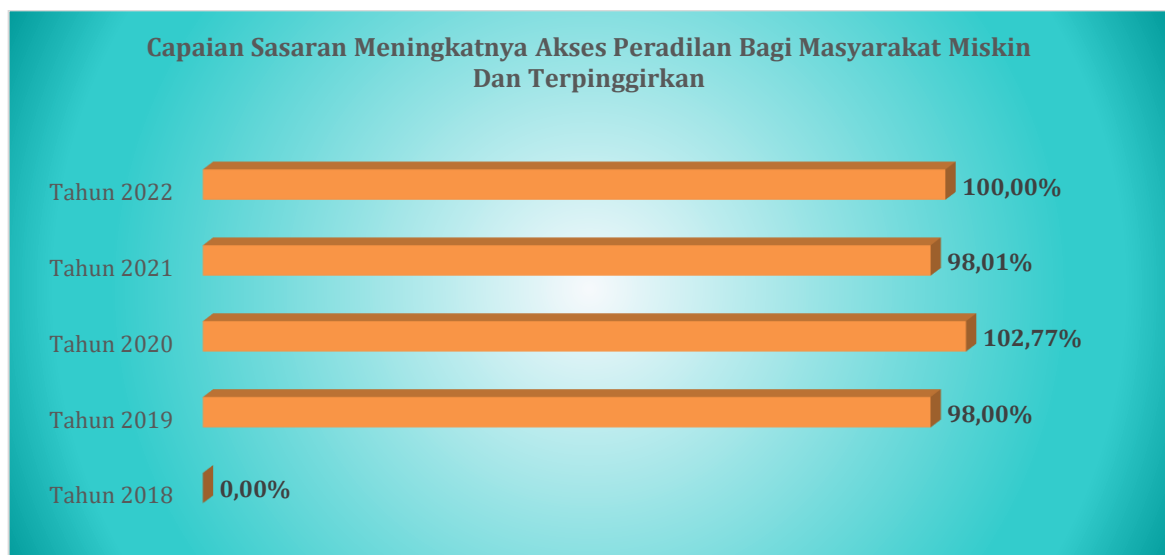 Capaian Sasaran Meningkatnya Akses Peradilan Bagi Masyarakat Miskin
Dan Terpinggirkan
Tahun 2022
100,00%
Tahun 2021
98,01%
Tahun 2020
102,77%
Tahun 2019
98,00%
Tahun 2018
0,00%